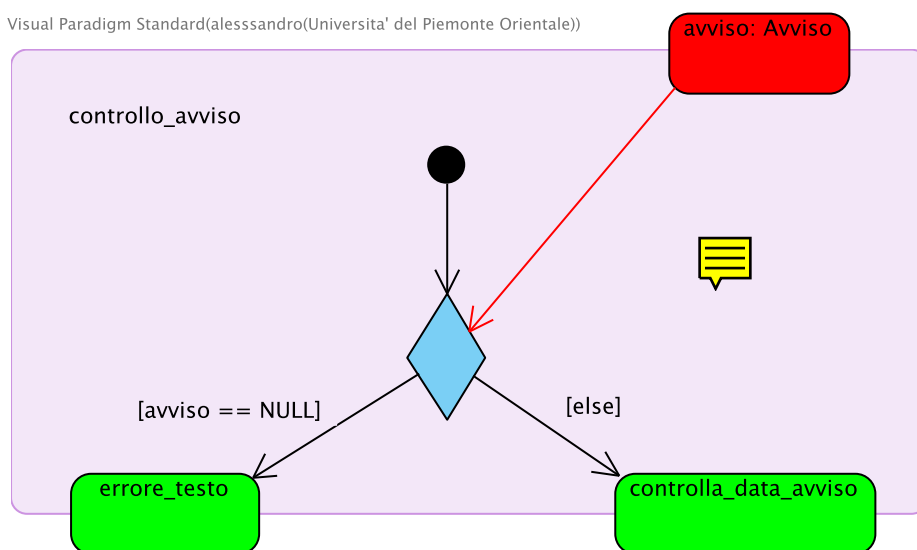 Visual Paradigm Standard(alesssandro(Universita' del Piemonte Orientale))
avviso: Avviso
controllo_avviso
[avviso == NULL]
[else]
errore_testo
controlla_data_avviso